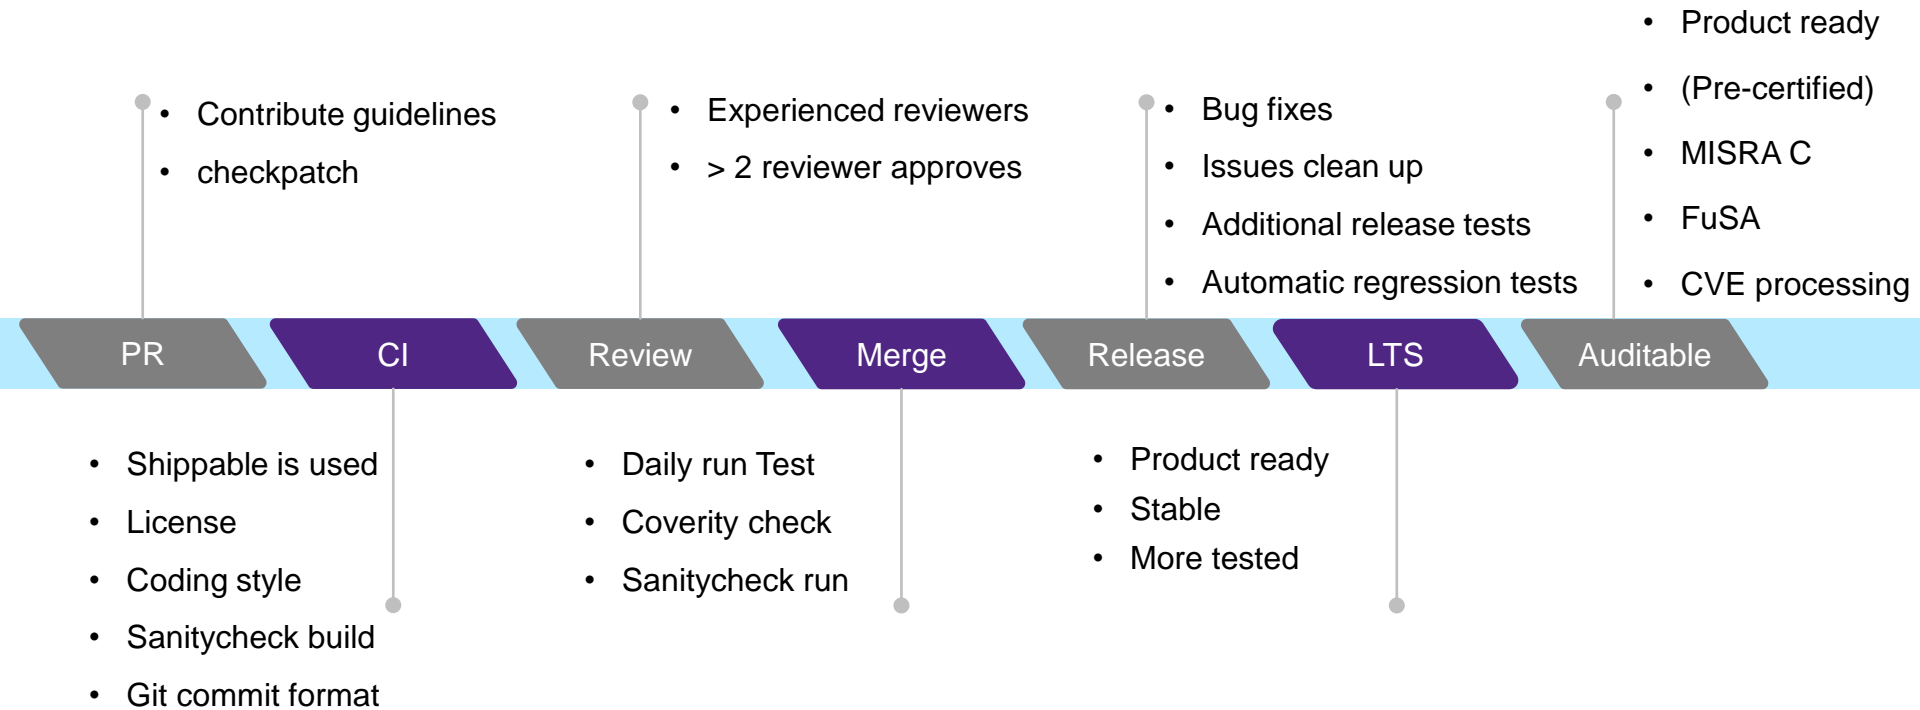 • Product ready
• (Pre-certified)
• MISRA C
• FuSA
• CVE processing
• Contribute guidelines
• checkpatch
• Experienced reviewers
• > 2 reviewer approves
• Bug fixes
• Issues clean up
• Additional release tests
• Automatic regression tests
PR
CI
Review
Merge
Release
LTS
Auditable
• Shippable is used
• License
• Coding style
• Sanitycheck build
• Git commit format
• Daily run Test
• Coverity check
• Sanitycheck run
• Product ready
• Stable
• More tested